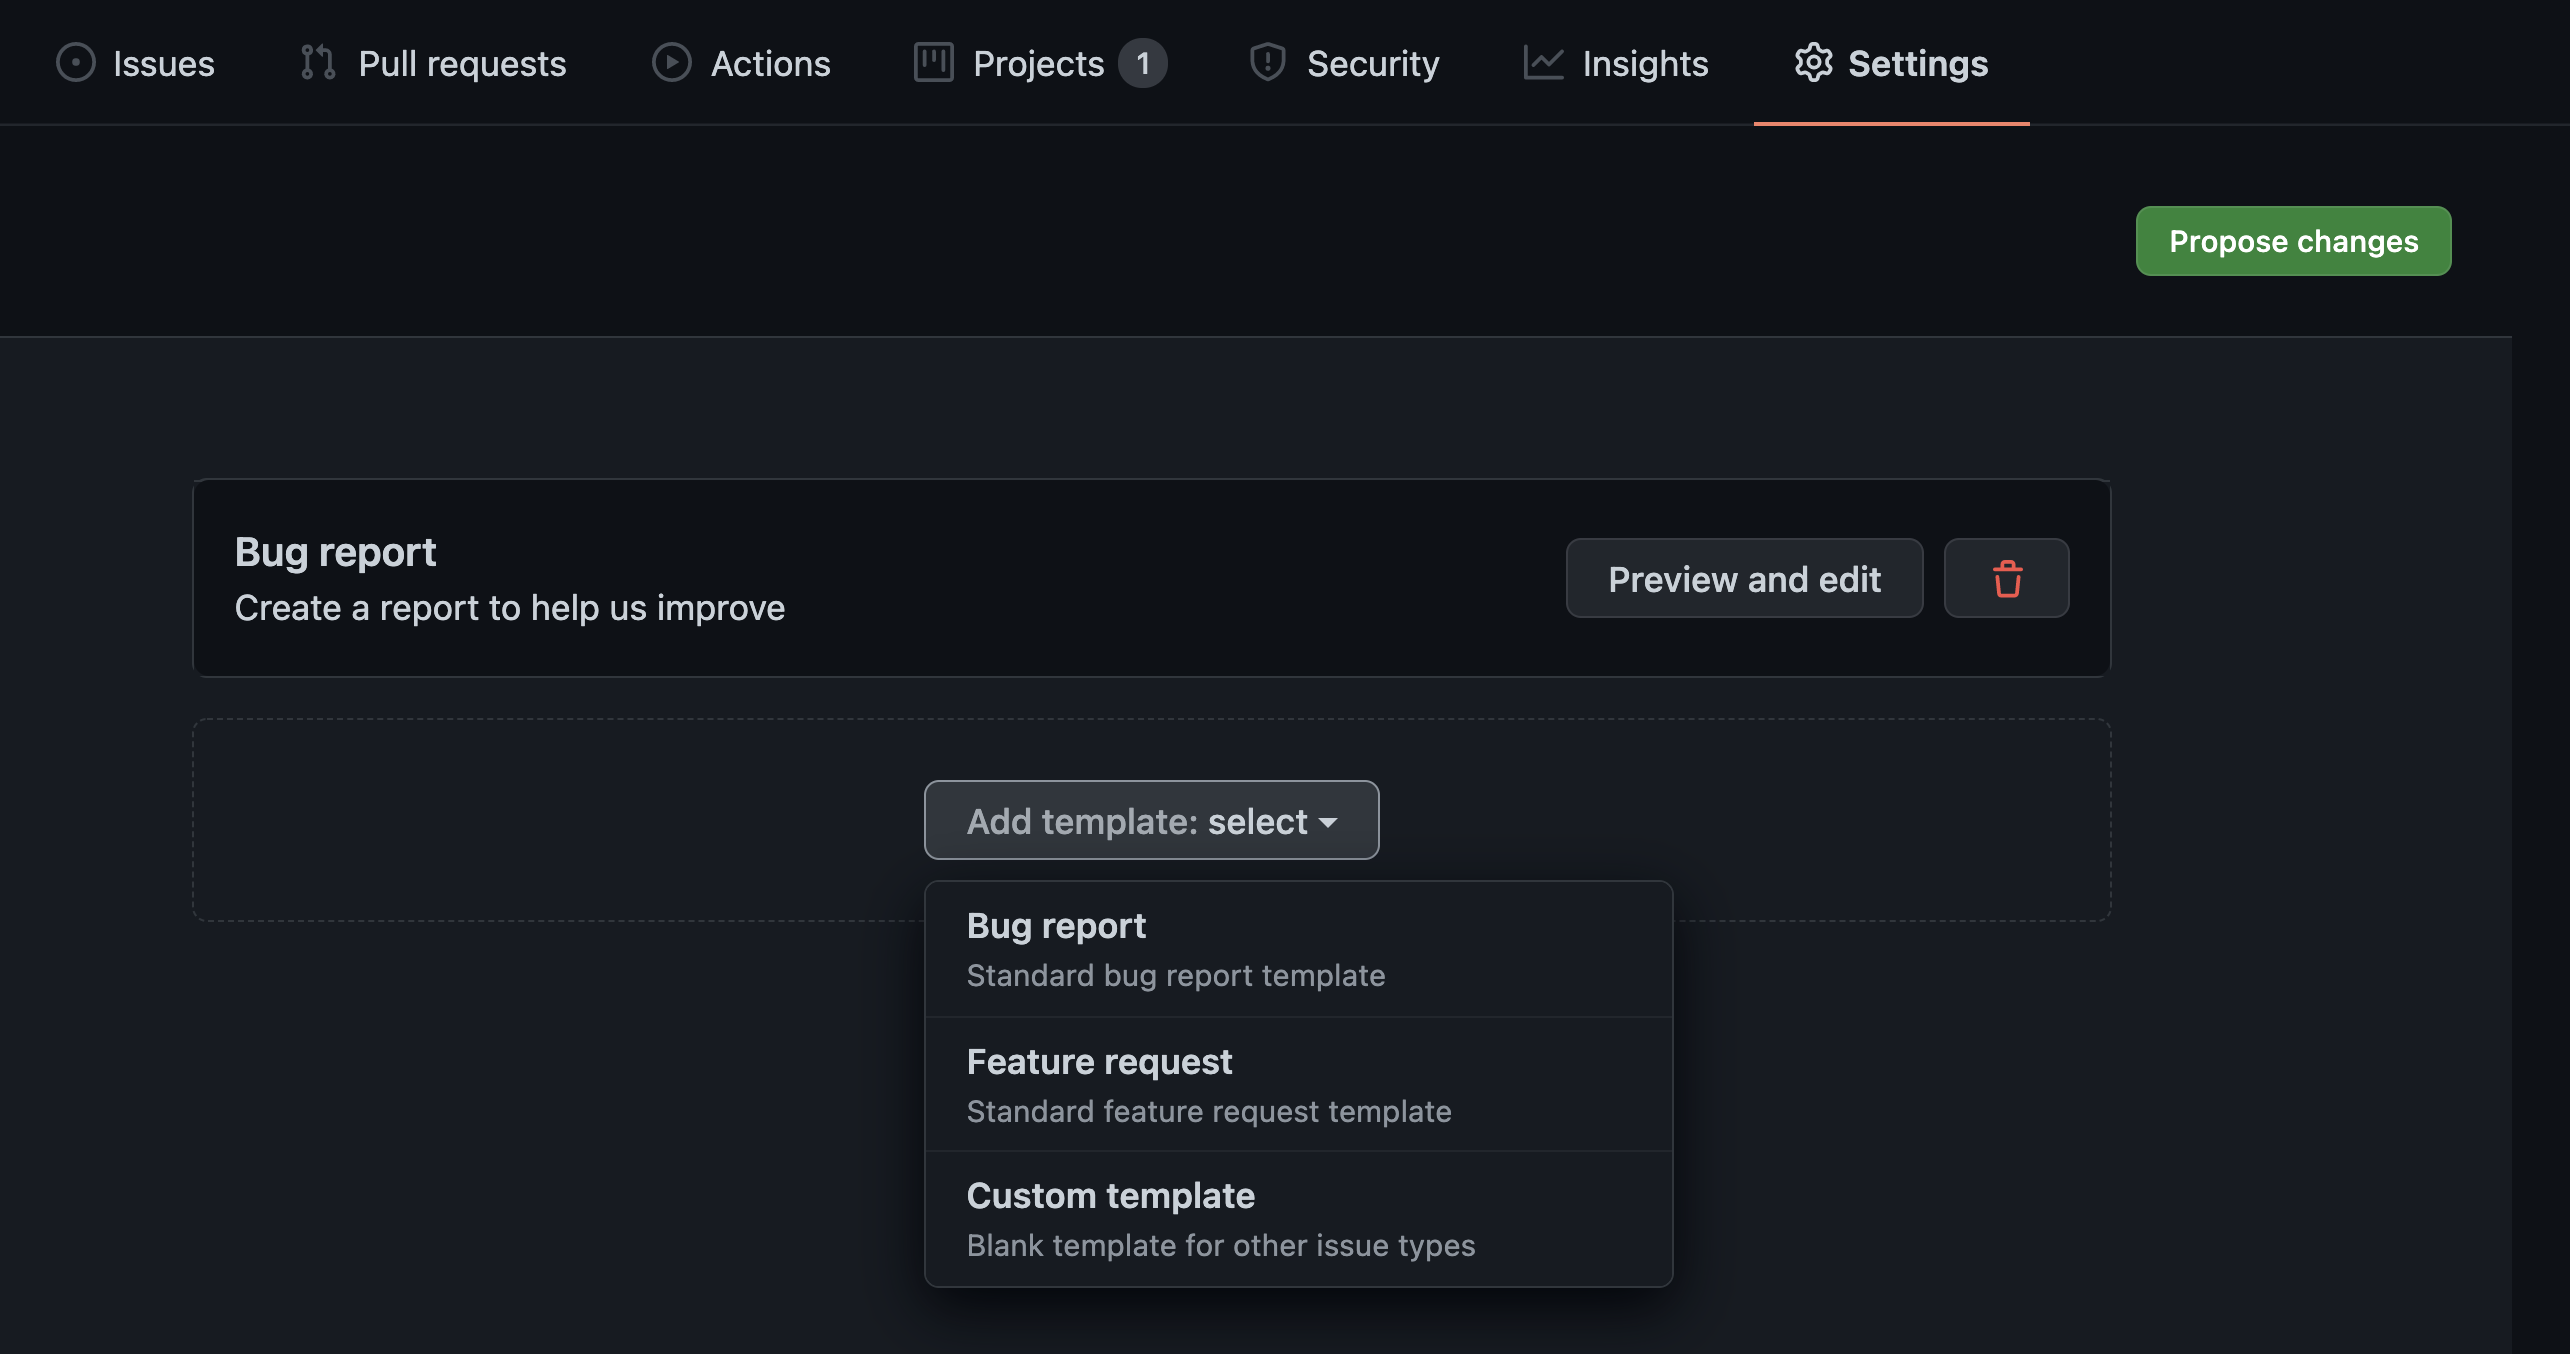 Issues Pull requests Actions Projects 1 Security Insights Settings
Propose changes
Bug report
Create a report to help us improve
Preview and edit
Add template: select
Bug report
Standard bug report template
Feature request
Standard feature request template
Custom template
Blank template for other issue types